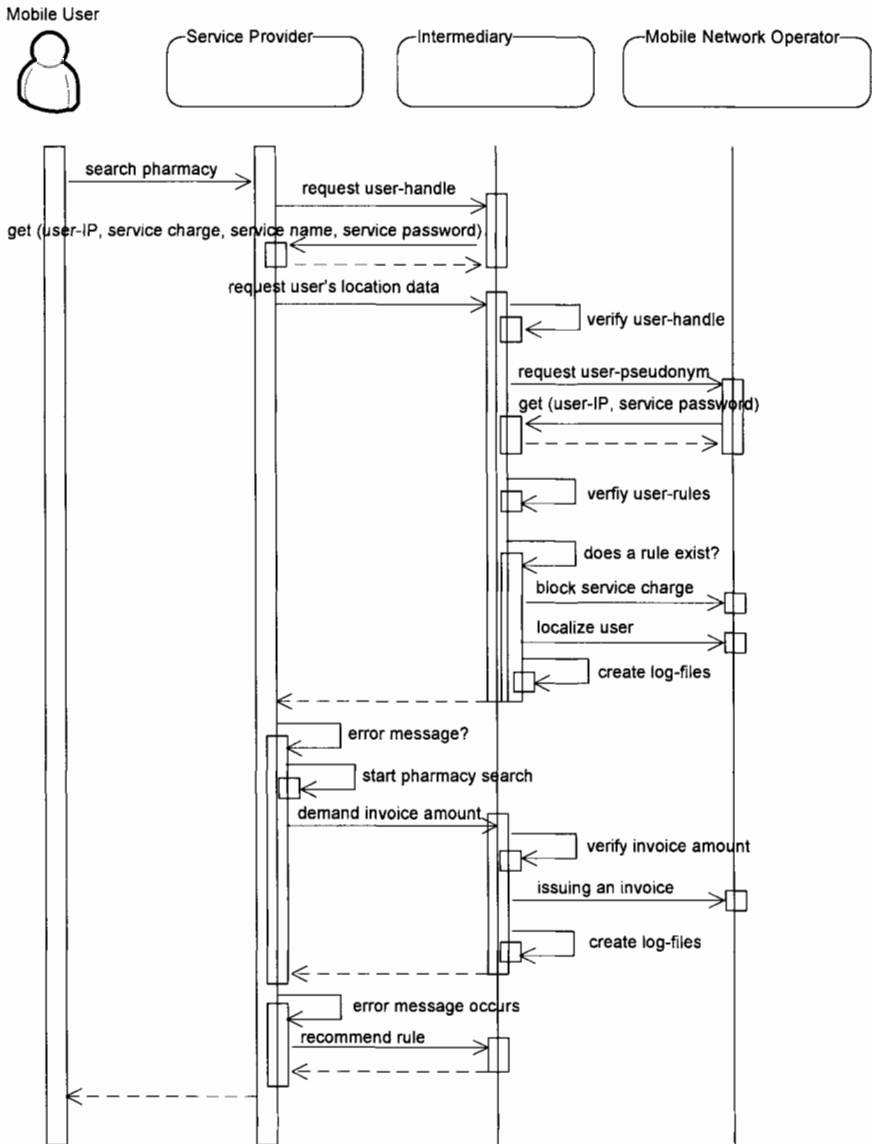 Mobile User
Service Provider
Intermediary
Mobile Network Operator
search pharmacy
request user-handle
get (user-IP, service charge, service name, service password)
request user's location data
verify user-handle
request user-pseudonym
get (user-IP, service password)
verfiy user-rules
does a rule exist?
block service charge
localize user
create log-files
error message?
start pharmacy search
demand invoice amount
verify invoice amount
issuing an invoice
create log-files
error message occurs
recommend rule